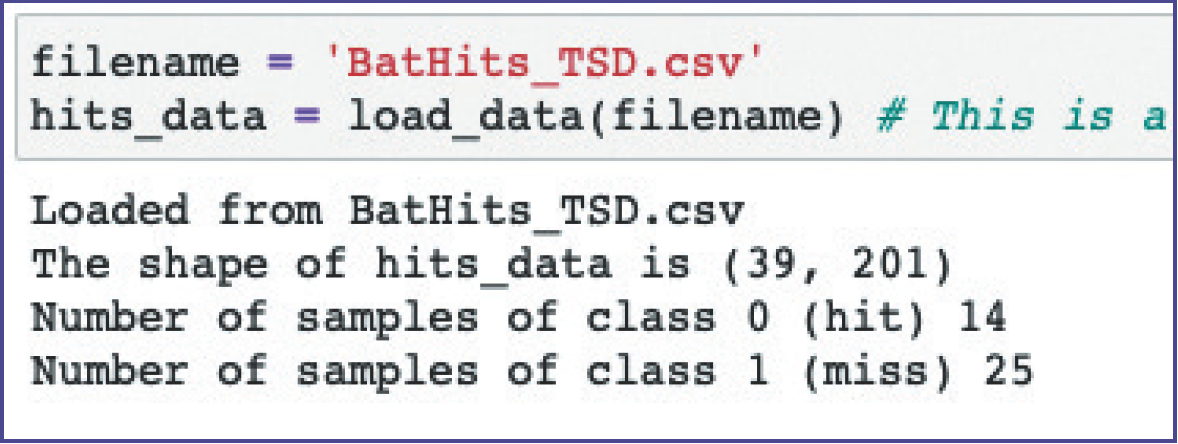 filename = 'BatHits_TSD.csv'
hits_data = load_data(filename) # This is a
Loaded from BatHits_TSD.csv
The shape of hits_data is (39, 201)
Number of samples of class 0 (hit) 14
Number of samples of class 1 (miss) 25